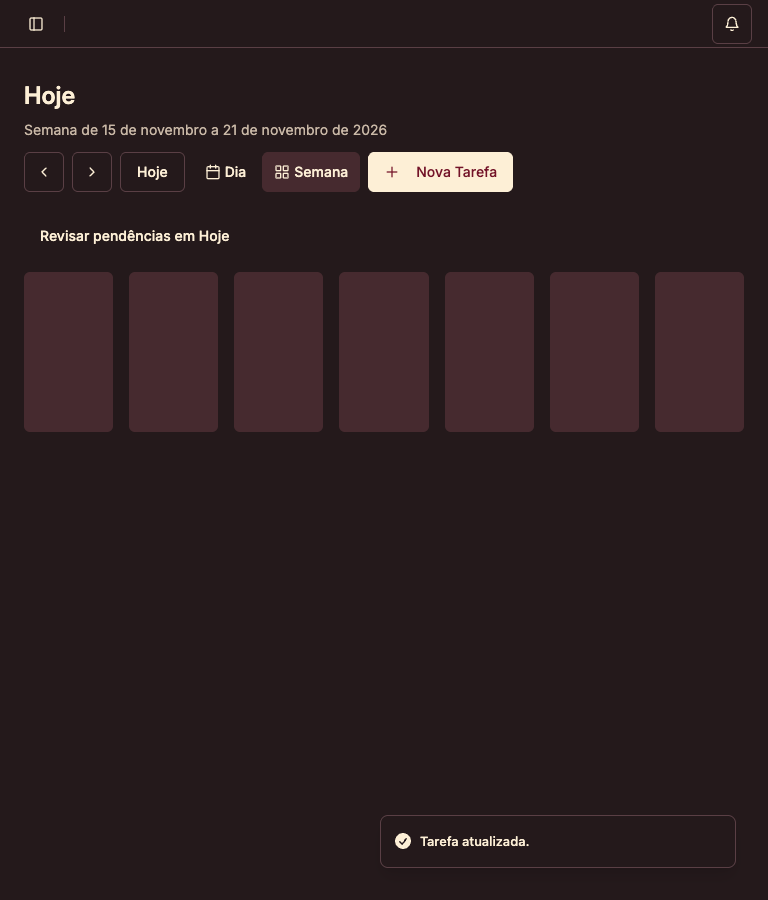 Hoje
Semana de 15 de novembro a 21 de novembro de 2026
Hoje
Dia
Semana
Nova Tarefa
Revisar pendências em Hoje
Tarefa atualizada.